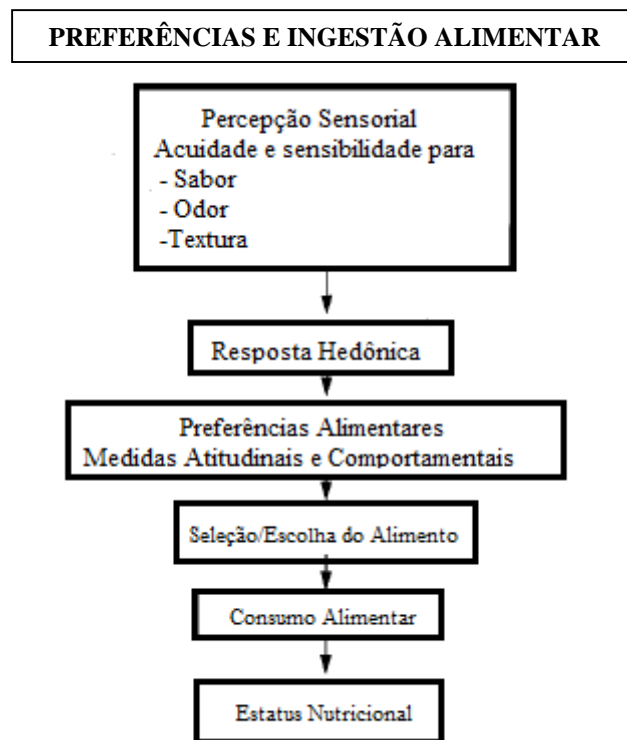 PREFERÊNCIAS E INGESTÃO ALIMENTAR
Percepção Sensorial
Acuidade e sensibilidade para
- Sabor
- Odor
-Textura
Resposta Hedônica
Preferências Alimentares
Medidas Atitudinais e Comportamentais
Seleção/Escolha do Alimento
Consumo Alimentar
Estatus Nutricional